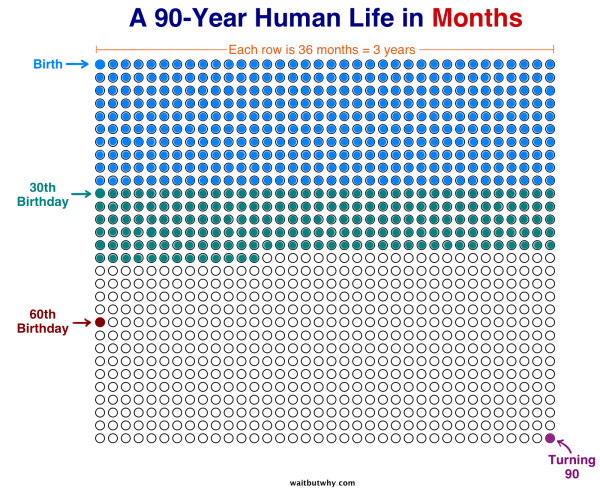 A 90-Year Human Life in Months
Each row is 36 months = 3 years
Birth
30th
Birthday
60th
Birthday
Turning
90
waitbutwhy.com